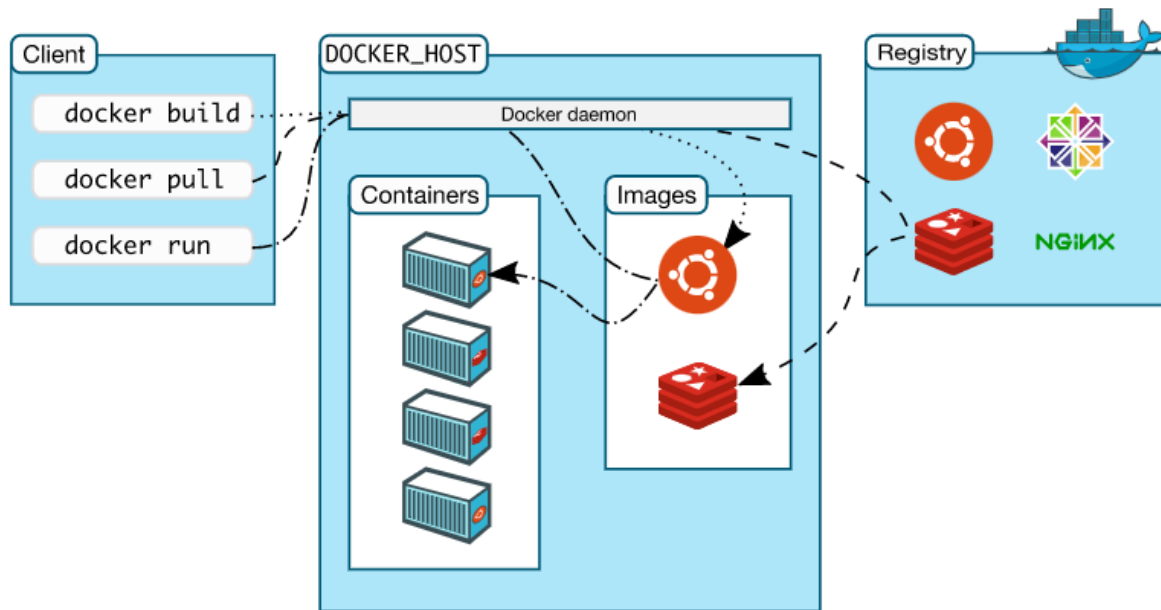 Client
docker build
docker pull
docker run
DOCKER_HOST
Docker daemon
Containers
Images
Registry
NGINX